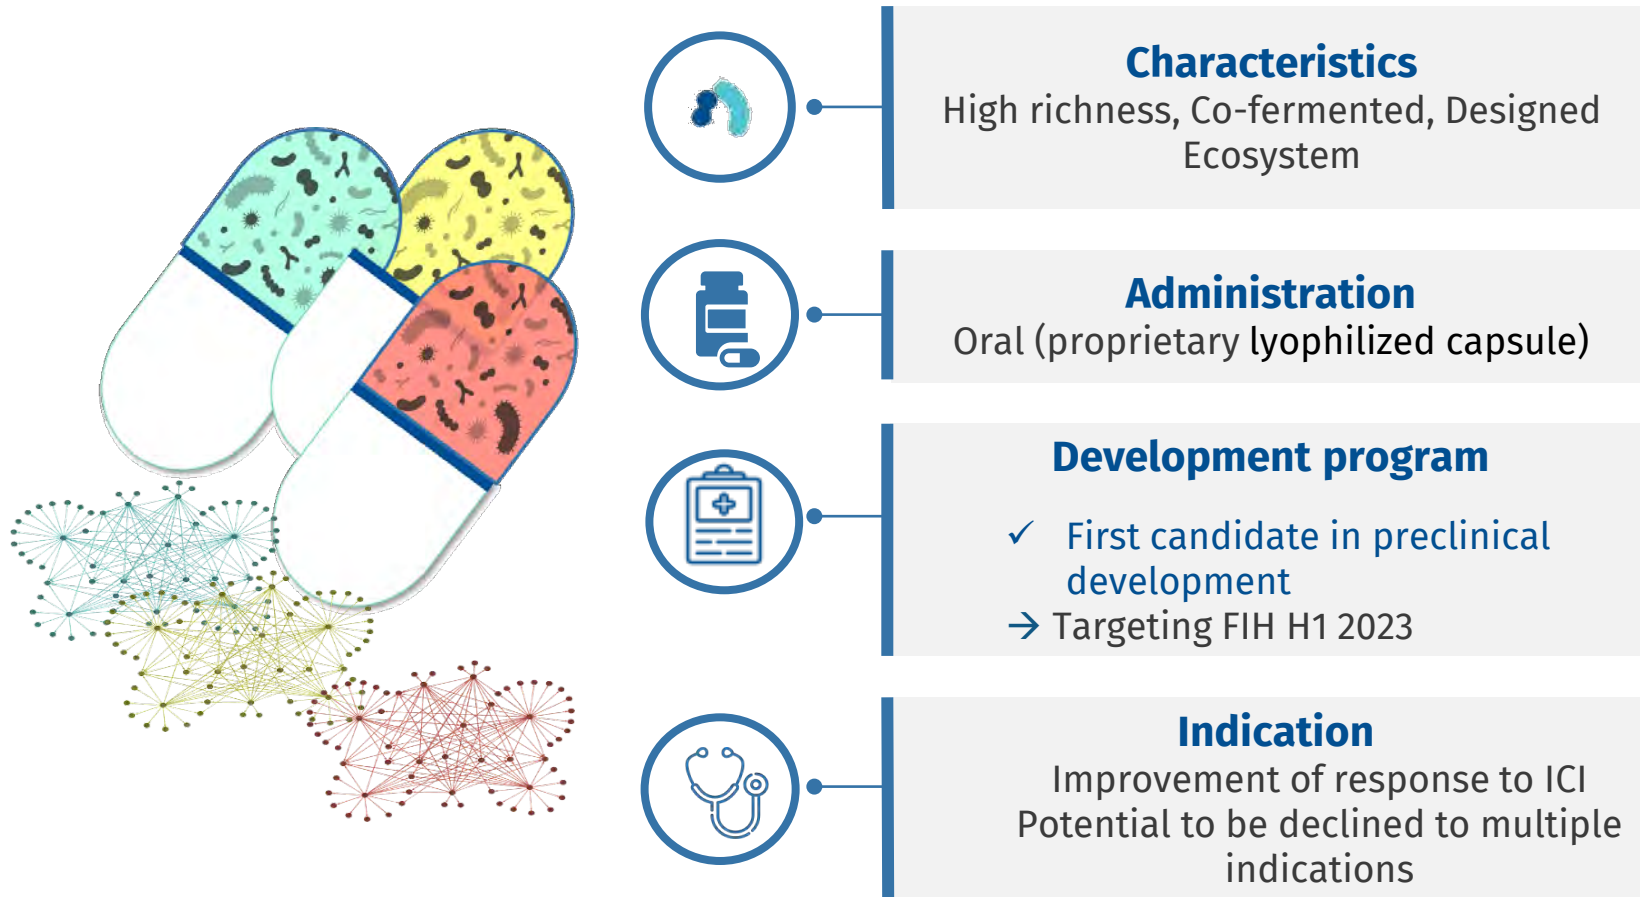 Characteristics
High richness, Co-fermented, Designed
Ecosystem
Administration
Oral (proprietary lyophilized capsule)
Development program
✓ First candidate in preclinical
development
→ Targeting FIH H1 2023
Indication
Improvement of response to ICI
Potential to be declined to multiple
indications